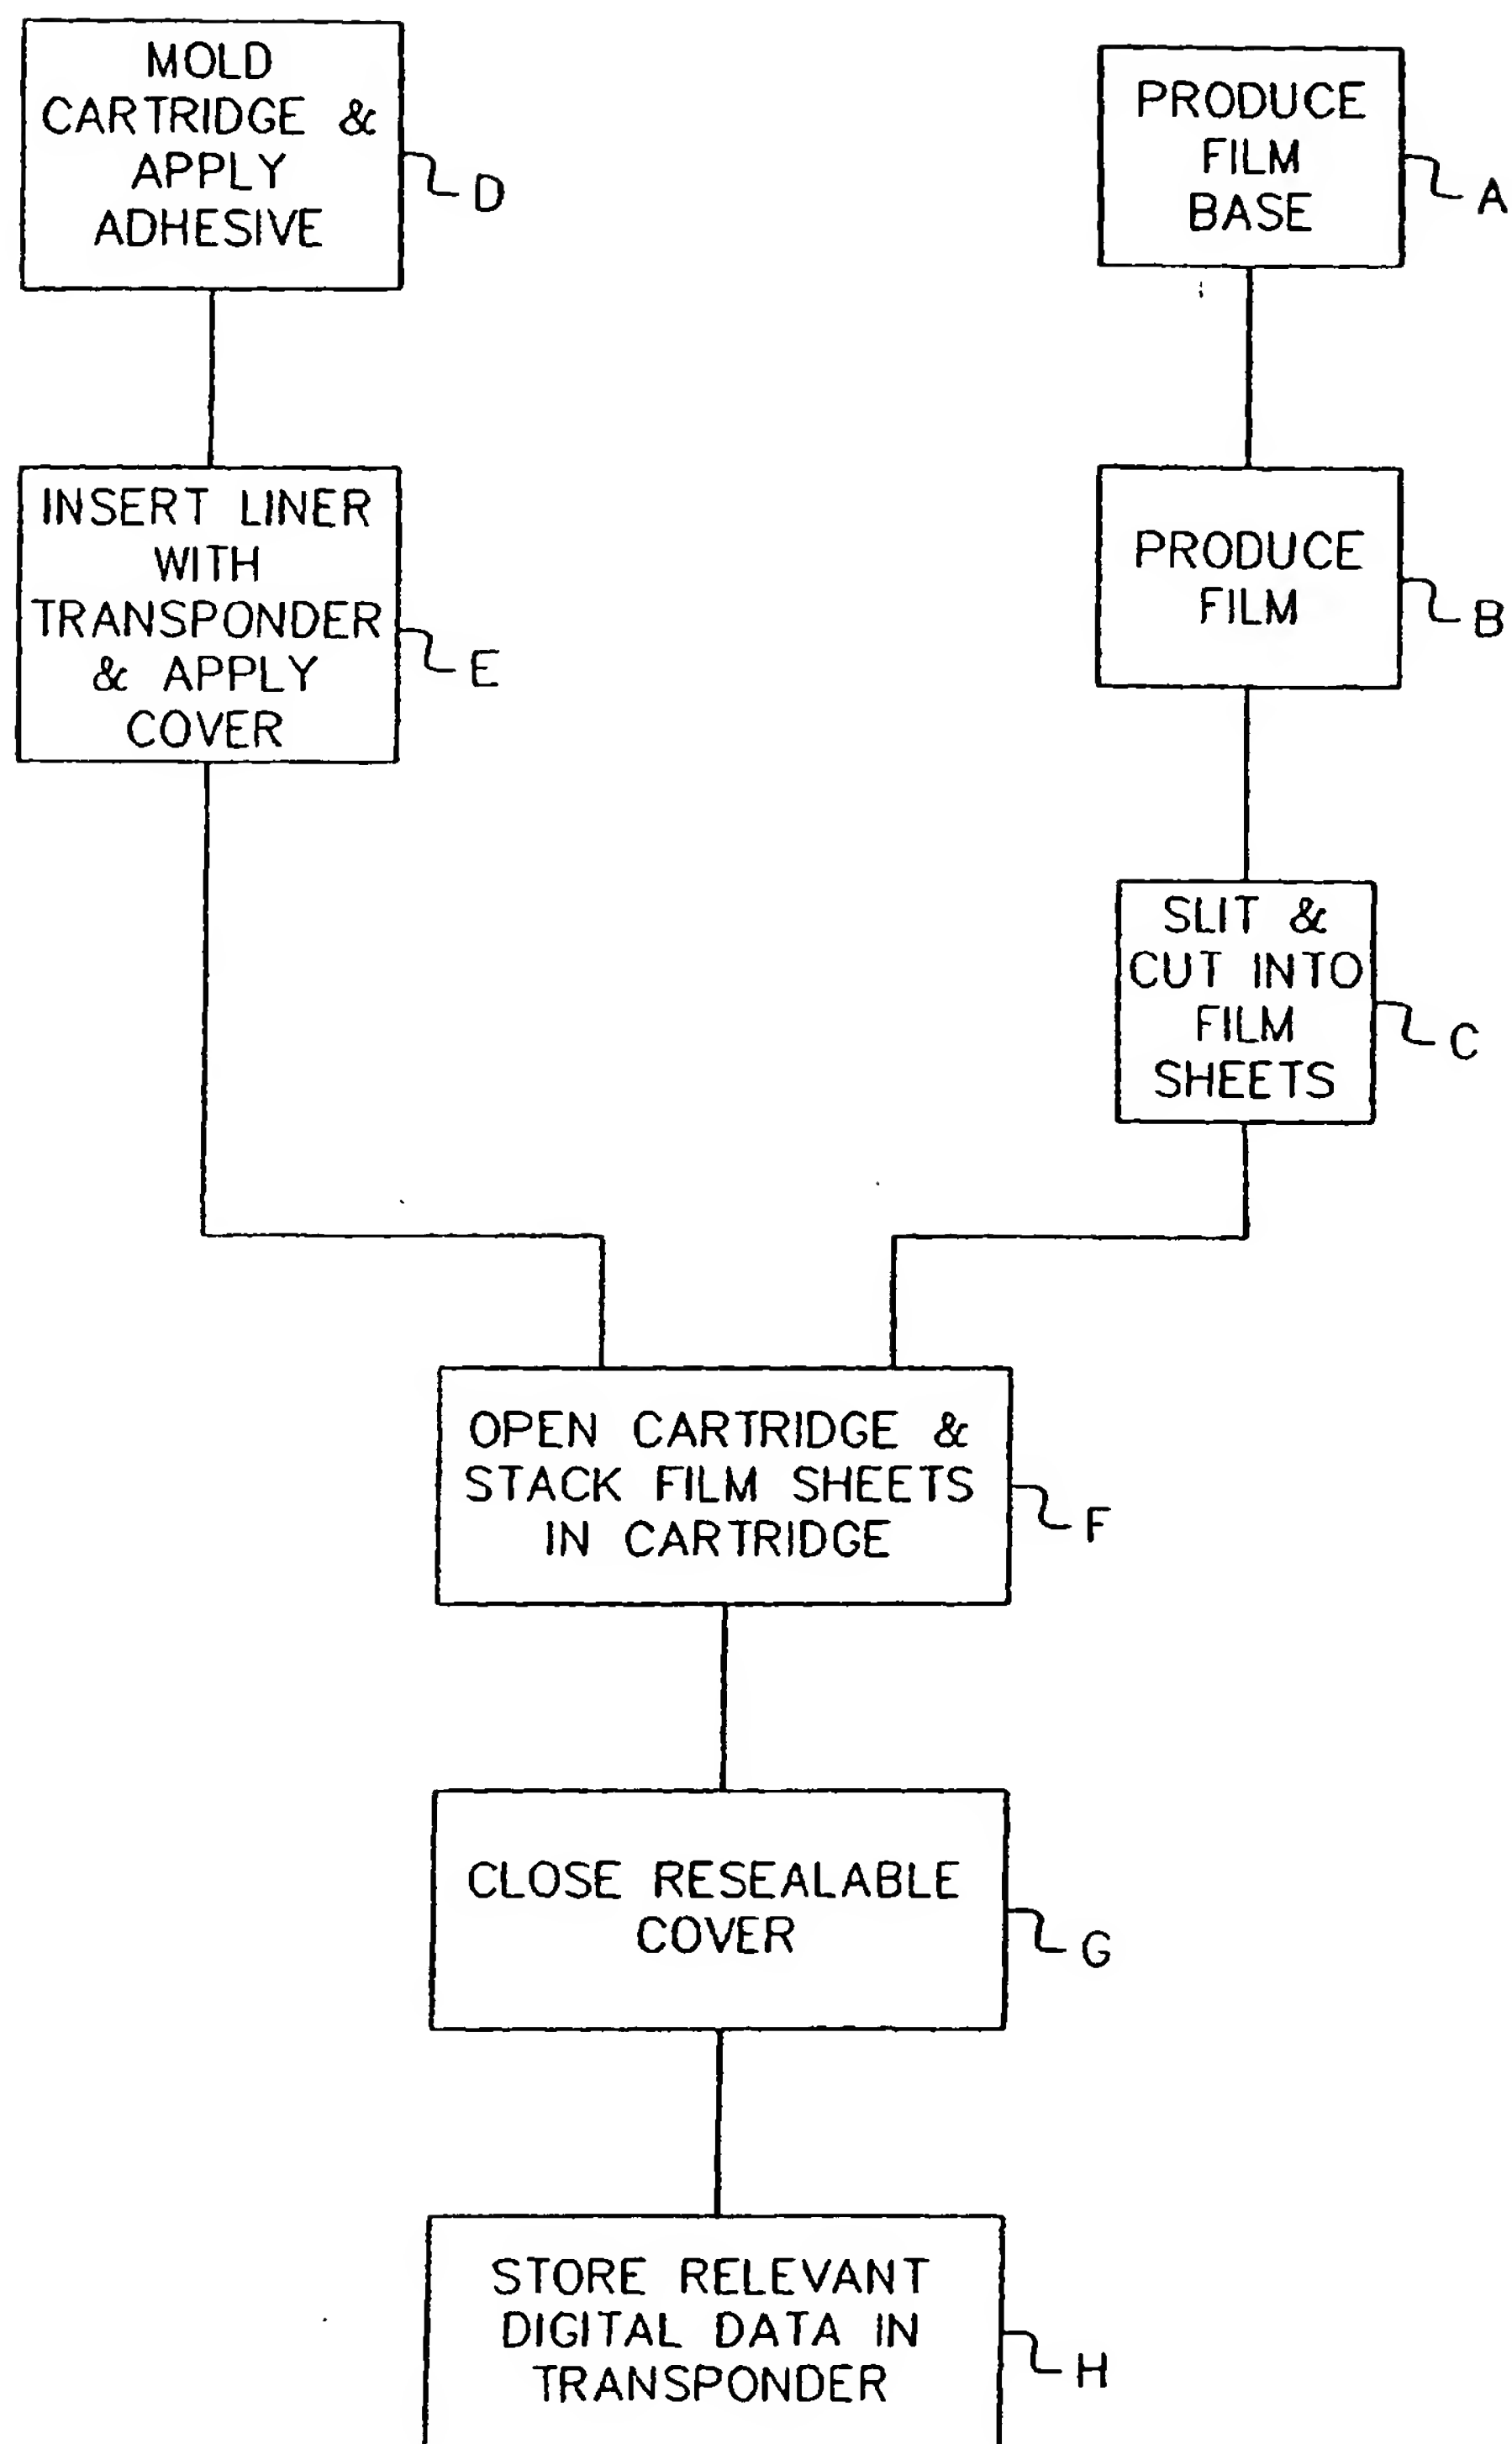 MOLD
CARTRIDGE &
APPLY
ADHESIVE
D
PRODUCE
FILM
BASE
A
INSERT LINER
WITH
TRANSPONDER
& APPLY
COVER
E
PRODUCE
FILM
B
SLIT &
CUT INTO
FILM
SHEETS
C
OPEN CARTRIDGE &
STACK FILM SHEETS
IN CARTRIDGE
F
CLOSE RESEALABLE
COVER
G
STORE RELEVANT
DIGITAL DATA IN
TRANSPONDER
H